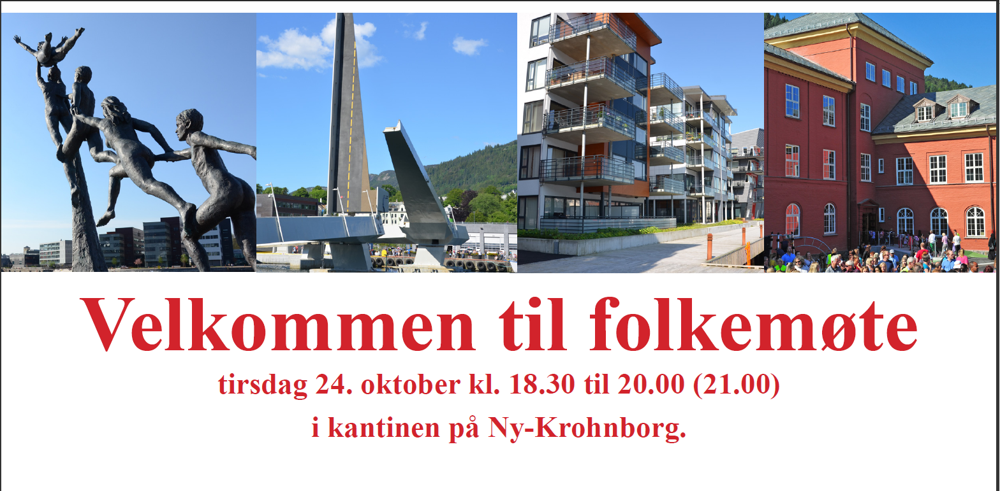 Velkommen til folkemøte
tirsdag 24. oktober kl. 18.30 til 20.00 (21.00)
i kantinen på Ny-Krohnborg.